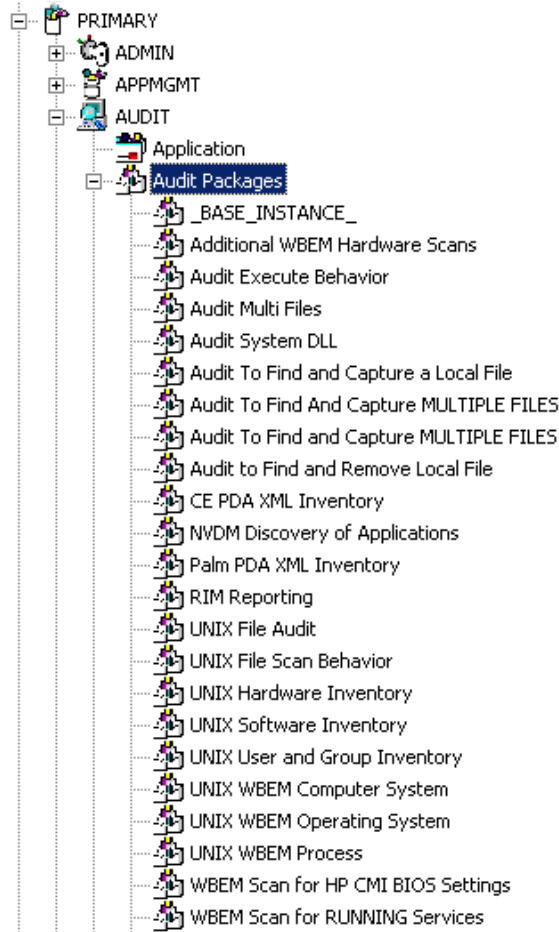 PRIMARY
ADMIN
APPMGMT
AUDIT
Application
Audit Packages
_BASE_INSTANCE_
Additional WBEM Hardware Scans
Audit Execute Behavior
Audit Multi Files
Audit System DLL
Audit To Find and Capture a Local File
Audit To Find And Capture MULTIPLE FILES
Audit To Find and Capture MULTIPLE FILES
Audit to Find and Remove Local File
CE PDA XML Inventory
NVDM Discovery of Applications
Palm PDA XML Inventory
RIM Reporting
UNIX File Audit
UNIX File Scan Behavior
UNIX Hardware Inventory
UNIX Software Inventory
UNIX User and Group Inventory
UNIX WBEM Computer System
UNIX WBEM Operating System
UNIX WBEM Process
WBEM Scan for HP CMI BIOS Settings
WBEM Scan for RUNNING Services